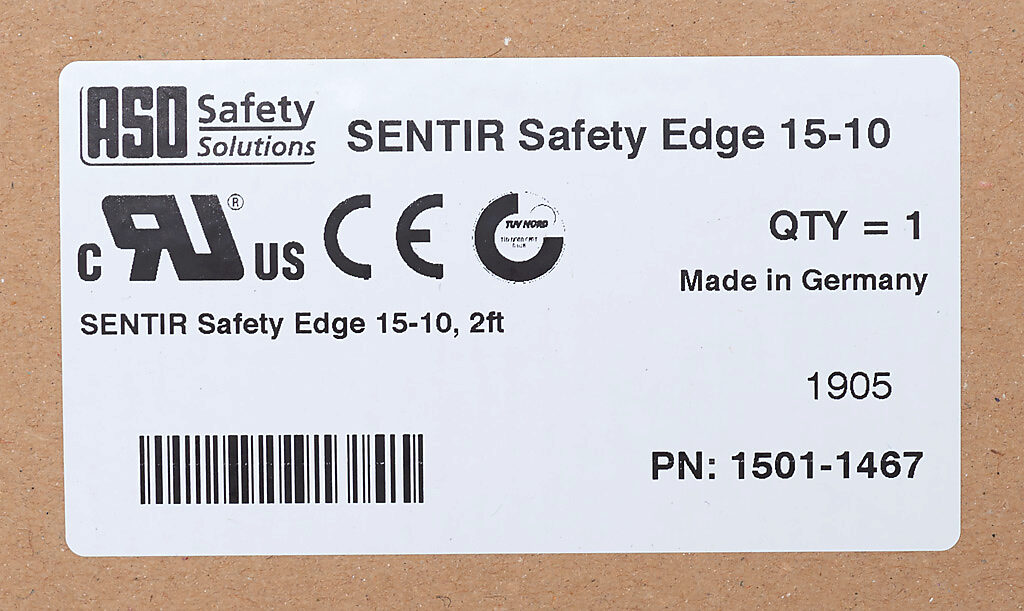 ASO Safety Solutions
SENTIR Safety Edge 15-10
C RU ® US CE TUV NORD
QTY = 1
Made in Germany
SENTIR Safety Edge 15-10, 2ft
1905
PN: 1501-1467